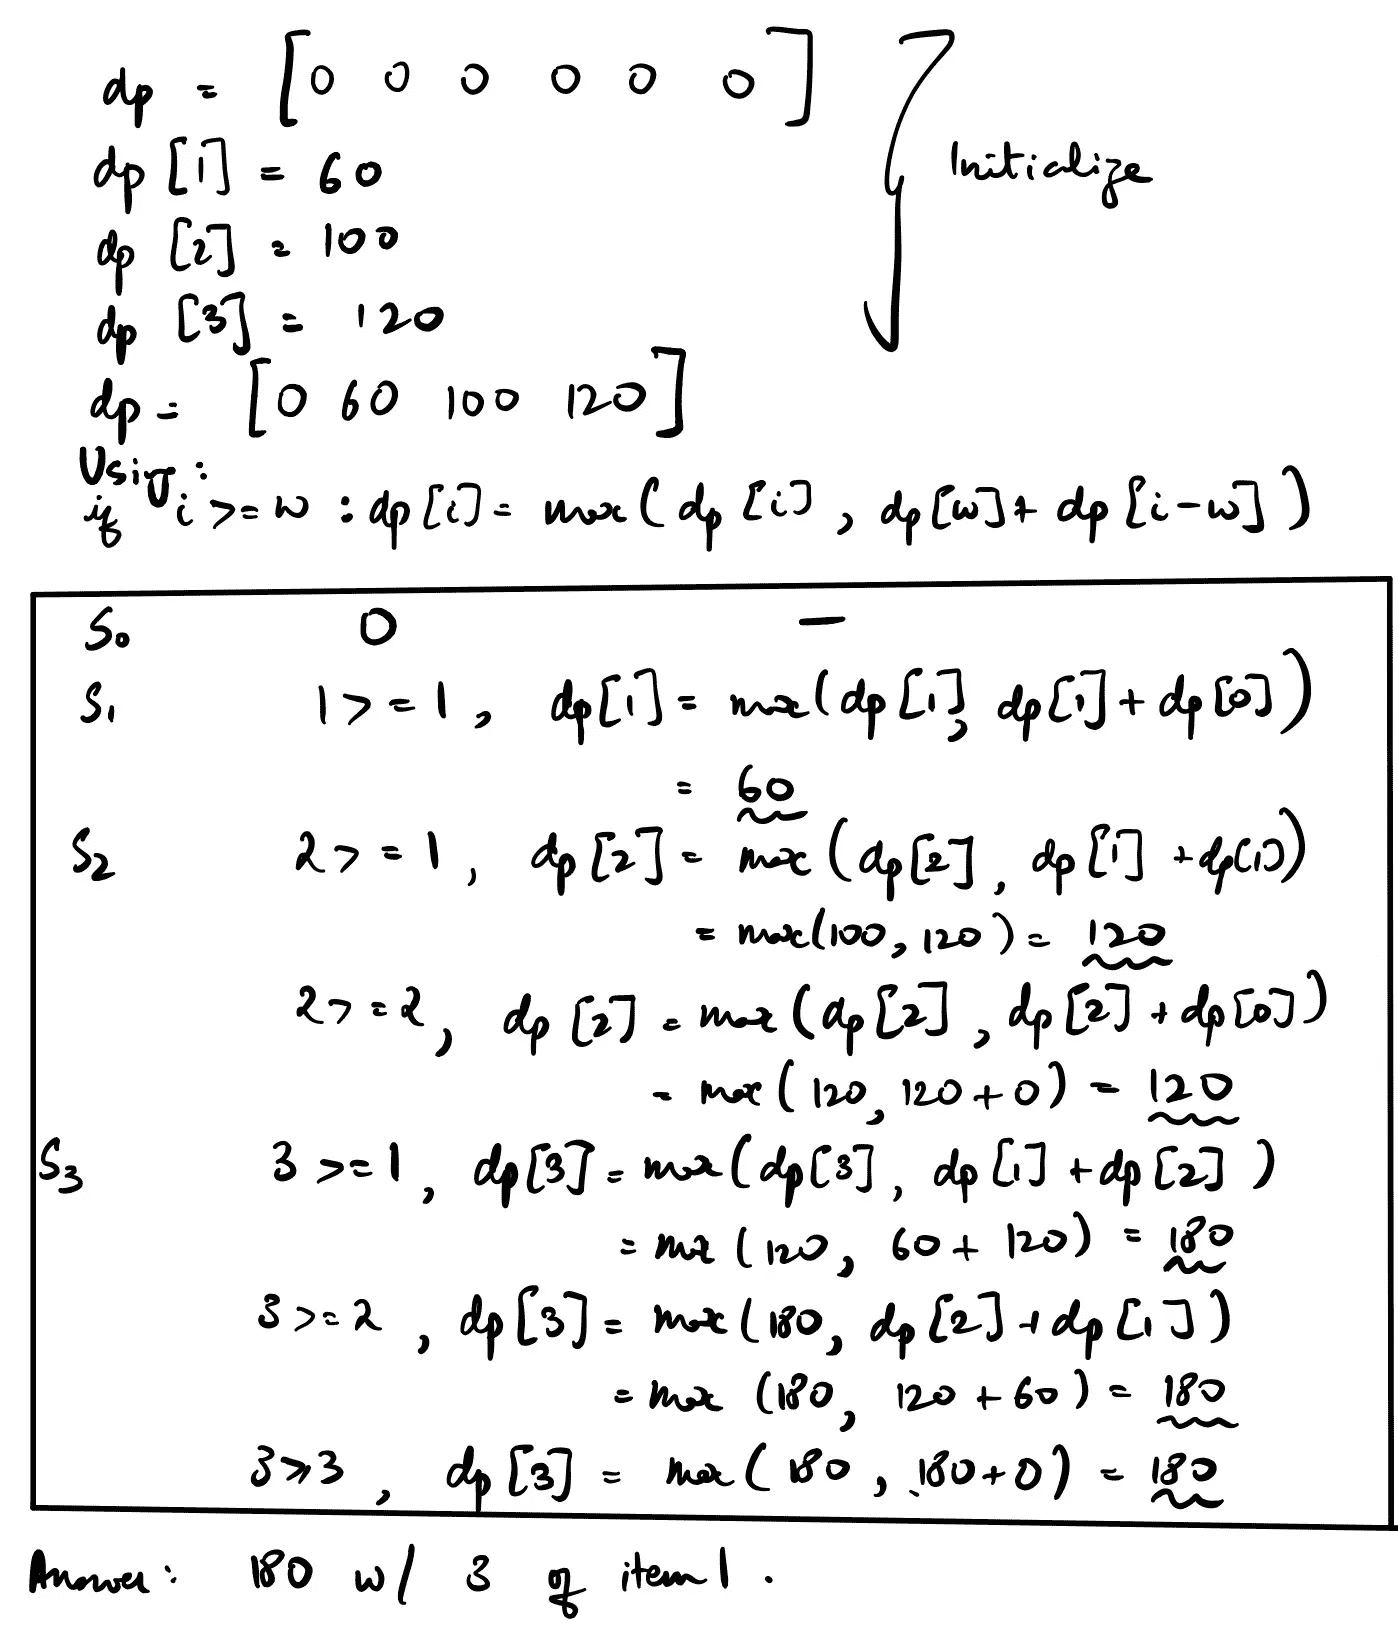 dp = [0 0 0 0 0 0]
dp [1] = 60
Initialize
dp [2] = 100
dp [3] = 120
dp = [0 60 100 120]
Using:
if i >= w : dp[i] = max( dp [i] , dp[w] + dp [i-w] )
S₀ 0 —
S₁ 1 >= 1 , dp[1] = max(dp [1], dp[1] + dp [0])
= 60
S₂ 2 > = 1 , dp [2] = max (dp[2] , dp [1] + dp(1))
= max(100, 120) = 120
2 > = 2 , dp [2] = max ( dp [2] , dp [2] + dp [0])
= max ( 120, 120 + 0 ) = 120
S₃ 3 >= 1 , dp[3] = max( dp[3] , dp [1] + dp [2] )
= max ( 120, 60 + 120) = 180
3 >= 2 , dp [3] = max ( 180, dp [2] + dp [1] )
= max (180, 120 + 60 ) = 180
3 ⩾ 3 , dp [3] = max ( 180 , 180 + 0 ) = 180
Answer : 180 w/ 3 of item 1 .